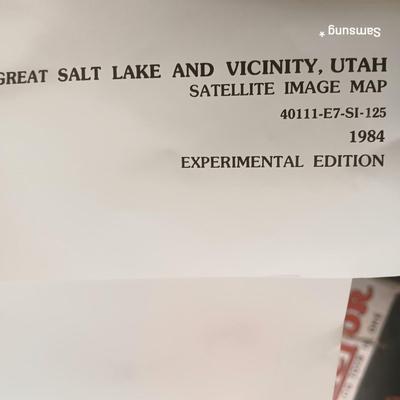 Samsung
GREAT SALT LAKE AND VICINITY, UTAH
SATELLITE IMAGE MAP
40111-E7-SI-125
1984
EXPERIMENTAL EDITION